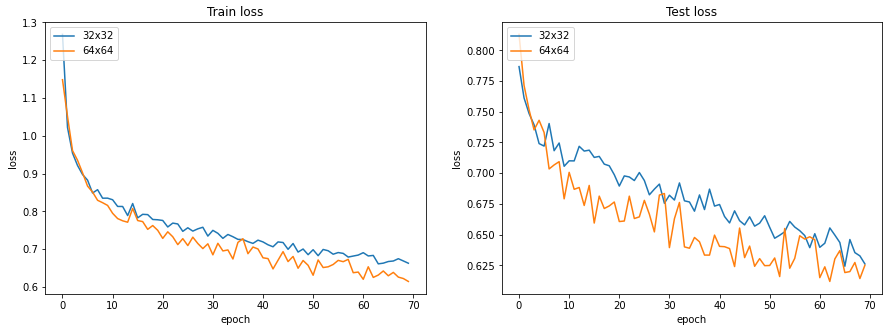 Train loss
32x32
64x64
loss
1.3
1.2
1.1
1.0
0.9
0.8
0.7
0.6
0 10 20 30 40 50 60 70
epoch
Test loss
32x32
64x64
loss
0.800
0.775
0.750
0.725
0.700
0.675
0.650
0.625
0 10 20 30 40 50 60 70
epoch